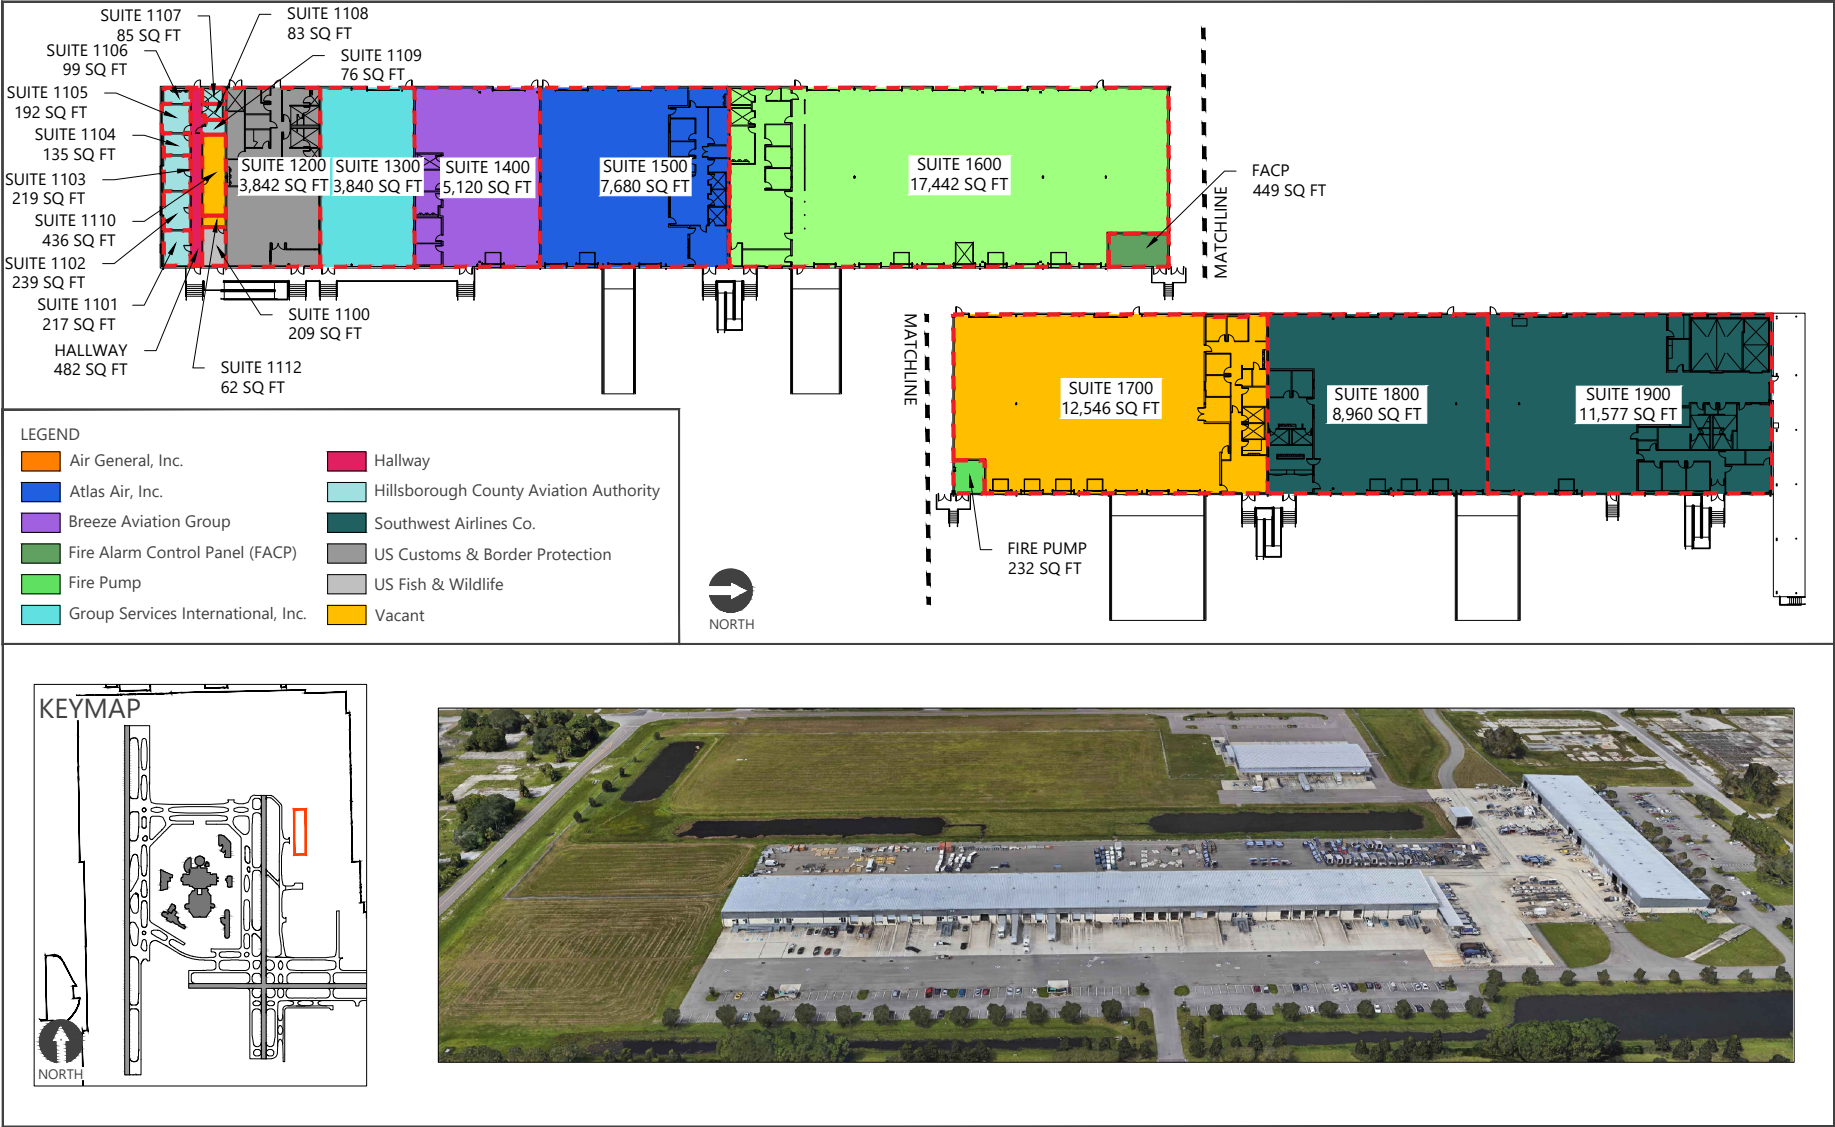 SUITE 1107
85 SQ FT
SUITE 1108
83 SQ FT
SUITE 1106
99 SQ FT
SUITE 1109
76 SQ FT
SUITE 1105
192 SQ FT
SUITE 1104
135 SQ FT
SUITE 1103
219 SQ FT
SUITE 1110
436 SQ FT
SUITE 1102
239 SQ FT
SUITE 1101
217 SQ FT
HALLWAY
482 SQ FT
SUITE 1100
209 SQ FT
SUITE 1112
62 SQ FT
SUITE 1200
3,842 SQ FT
SUITE 1300
3,840 SQ FT
SUITE 1400
5,120 SQ FT
SUITE 1500
7,680 SQ FT
SUITE 1600
17,442 SQ FT
FACP
449 SQ FT
MATCHLINE
MATCHLINE
SUITE 1700
12,546 SQ FT
SUITE 1800
8,960 SQ FT
SUITE 1900
11,577 SQ FT
FIRE PUMP
232 SQ FT
NORTH
LEGEND
Air General, Inc.
Atlas Air, Inc.
Breeze Aviation Group
Fire Alarm Control Panel (FACP)
Fire Pump
Group Services International, Inc.
Hallway
Hillsborough County Aviation Authority
Southwest Airlines Co.
US Customs & Border Protection
US Fish & Wildlife
Vacant
KEYMAP
NORTH